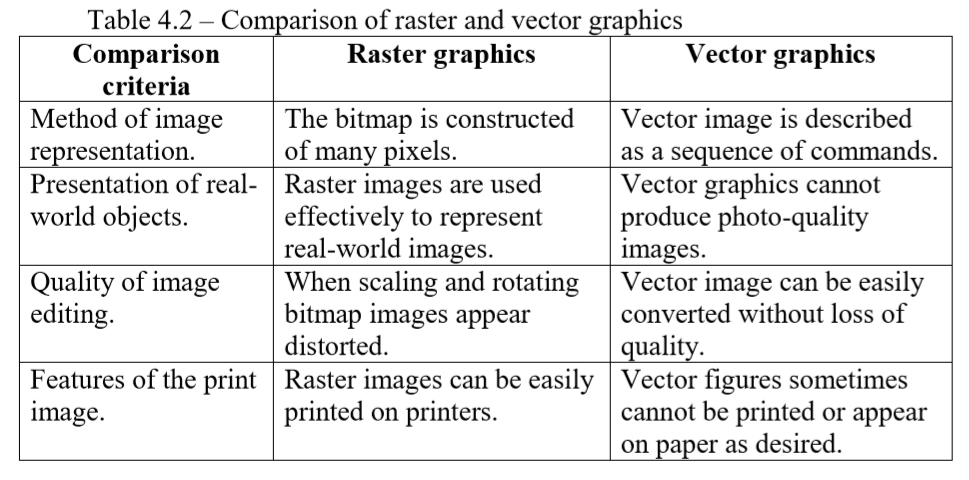 Table 4.2 – Comparison of raster and vector graphics
Comparison
criteria
Raster graphics
Vector graphics
Method of image
representation.
The bitmap is constructed
of many pixels.
Vector image is described
as a sequence of commands.
Presentation of real-
world objects.
Raster images are used
effectively to represent
real-world images.
Vector graphics cannot
produce photo-quality
images.
Quality of image
editing.
When scaling and rotating
bitmap images appear
distorted.
Vector image can be easily
converted without loss of
quality.
Features of the print
image.
Raster images can be easily
printed on printers.
Vector figures sometimes
cannot be printed or appear
on paper as desired.